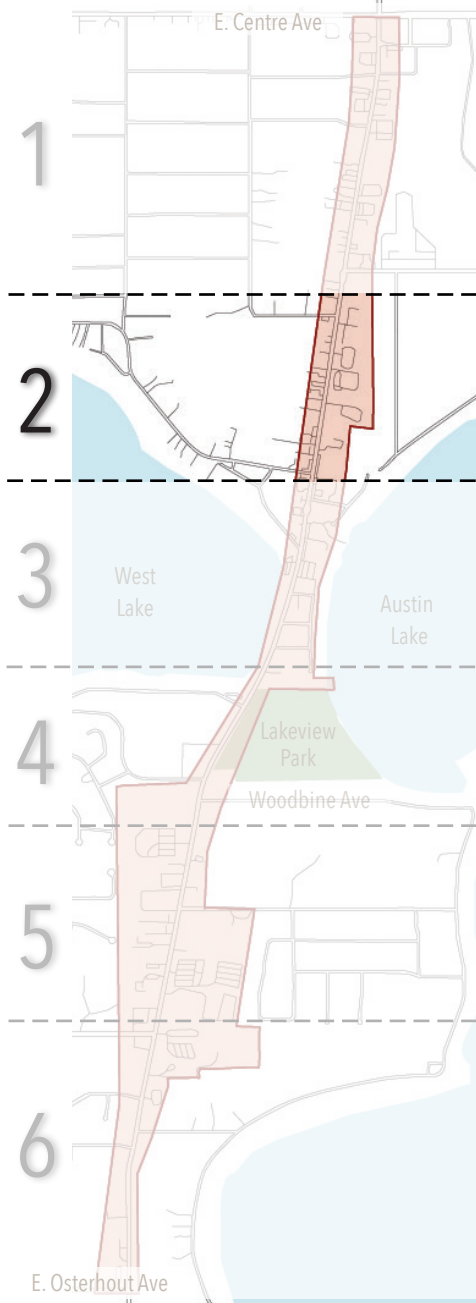 E. Centre Ave
1
2
3
West
Lake
Austin
Lake
4
Lakeview
Park
Woodbine Ave
5
6
E. Osterhout Ave